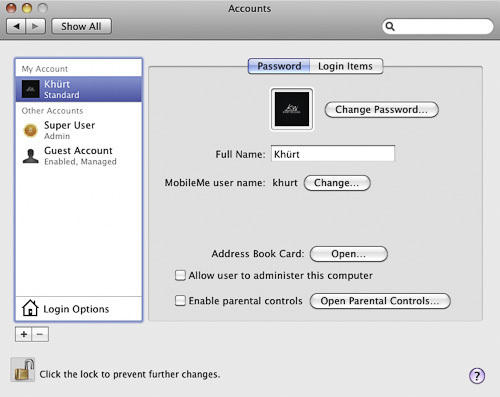 Accounts
Show All
My Account
Khürt
Standard
Other Accounts
Super User
Admin
Guest Account
Enabled, Managed
Login Options
+ −
Password Login Items
Change Password...
Full Name: Khürt
MobileMe user name: khurt Change...
Address Book Card: Open...
Allow user to administer this computer
Enable parental controls Open Parental Controls...
Click the lock to prevent further changes.
?